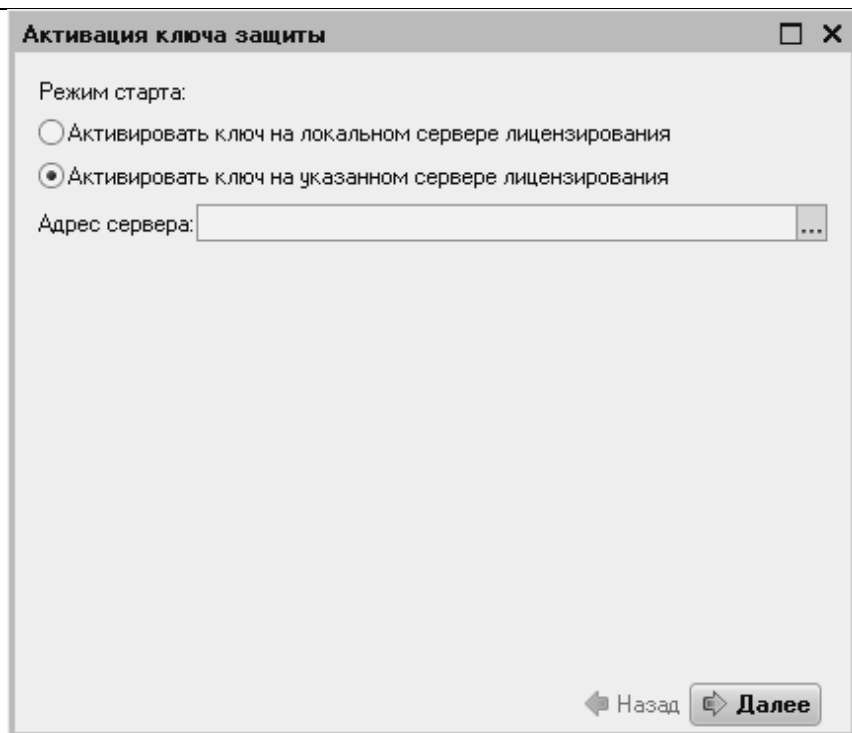 Активация ключа защиты
Режим старта:
Активировать ключ на локальном сервере лицензирования
Активировать ключ на указанном сервере лицензирования
Адрес сервера:
...
Назад Далее